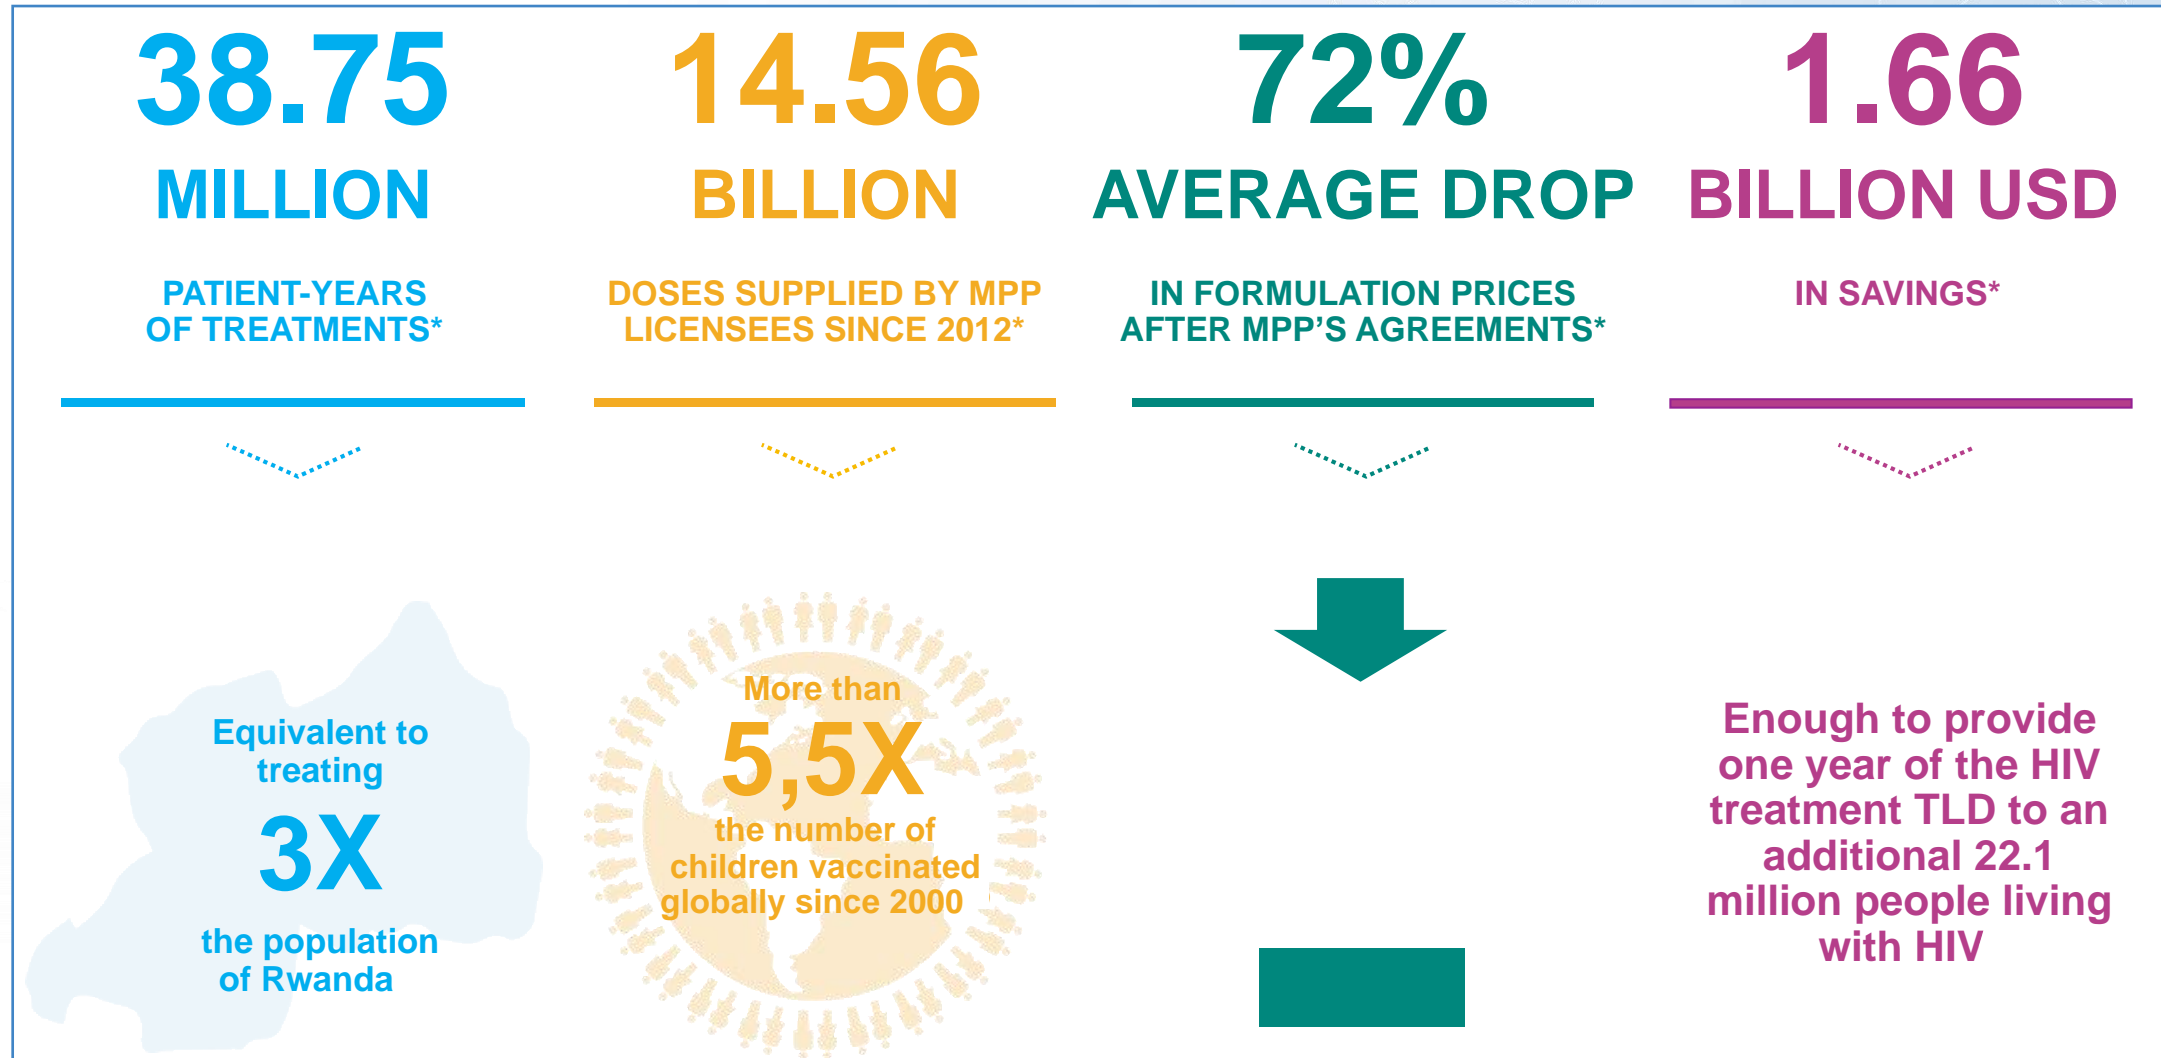 38.75
MILLION
PATIENT-YEARS
OF TREATMENTS*
Equivalent to
treating
3X
the population
of Rwanda
14.56
BILLION
DOSES SUPPLIED BY MPP
LICENSEES SINCE 2012*
More than
5,5X
the number of
children vaccinated
globally since 2000
72%
AVERAGE DROP
IN FORMULATION PRICES
AFTER MPP’S AGREEMENTS*
1.66
BILLION USD
IN SAVINGS*
Enough to provide
one year of the HIV
treatment TLD to an
additional 22.1
million people living
with HIV